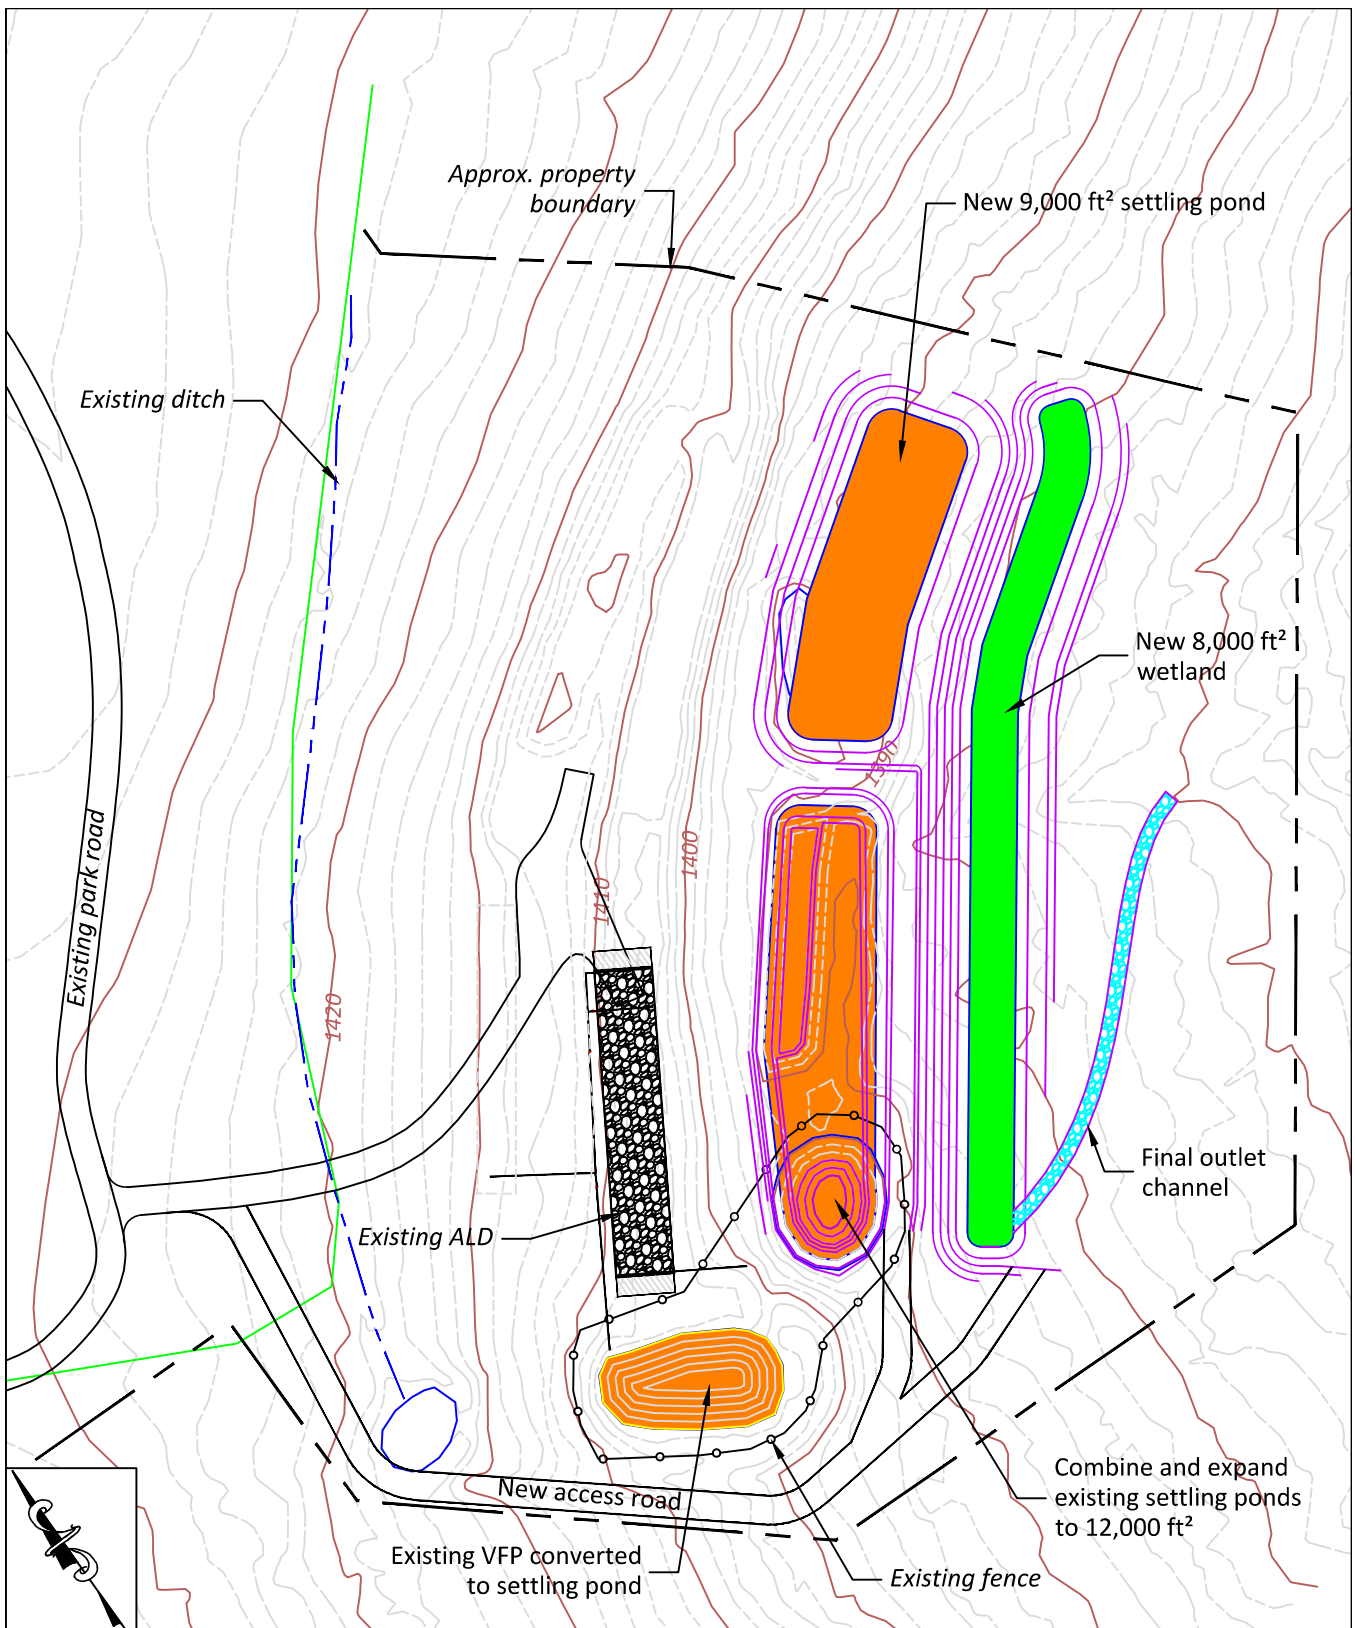 Approx. property
boundary
New 9,000 ft² settling pond
Existing ditch
New 8,000 ft²
wetland
1390
Existing park road
1400
1410
1420
Final outlet
channel
Existing ALD
Combine and expand
existing settling ponds
to 12,000 ft²
New access road
Existing VFP converted
to settling pond
Existing fence